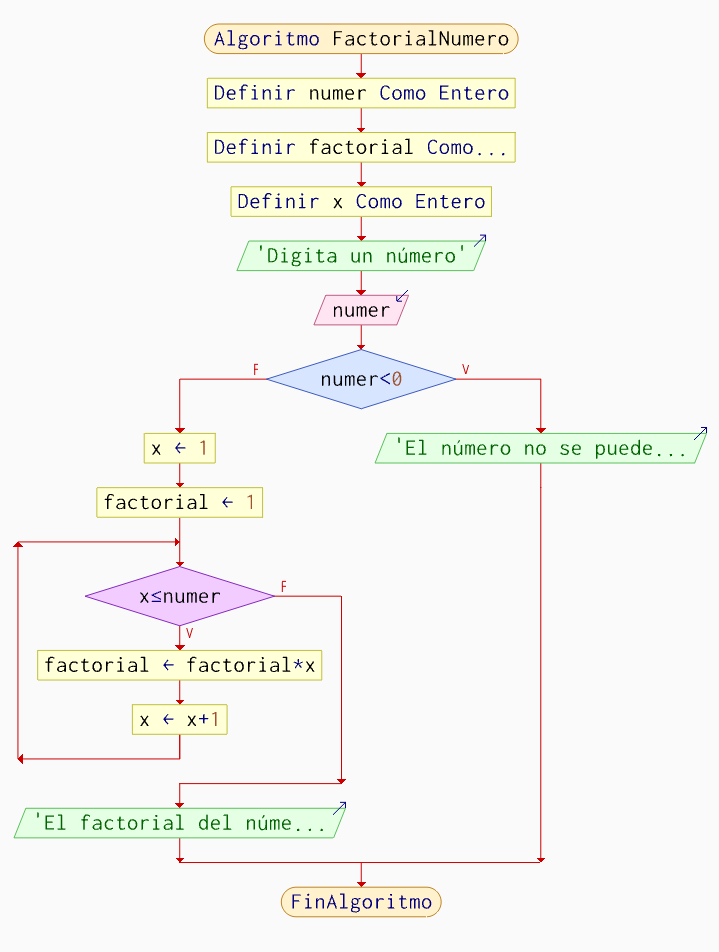 Algoritmo FactorialNumero
Definir numer Como Entero
Definir factorial Como...
Definir x Como Entero
'Digita un número'
numer
numer<0
F
V
x ← 1
'El número no se puede...
factorial ← 1
x≤numer
F
V
factorial ← factorial*x
x ← x+1
'El factorial del núme...
FinAlgoritmo